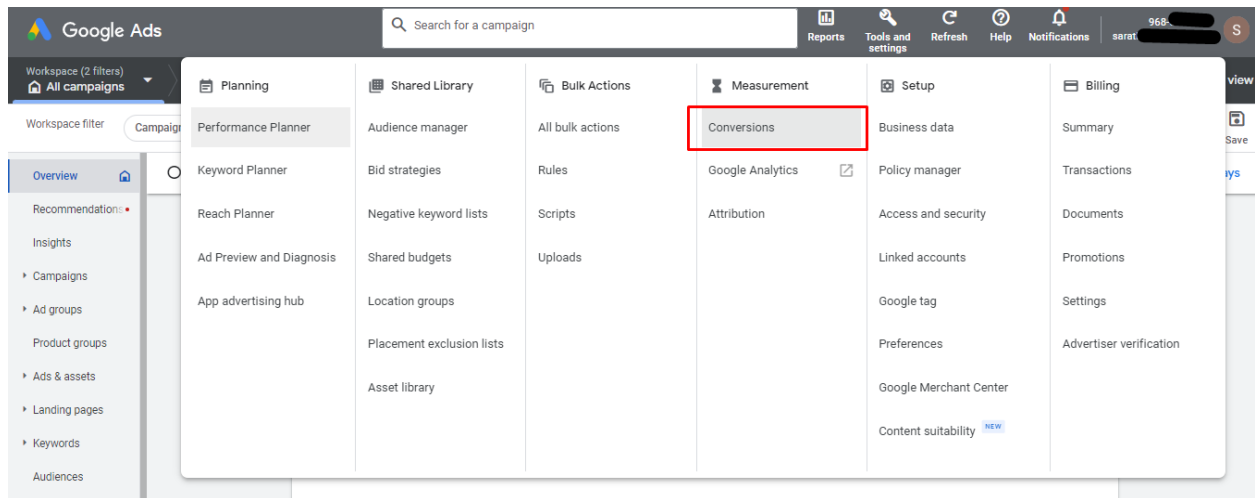 Google Ads
Search for a campaign
Reports
Tools and
settings
Refresh
Help
Notifications
968-
sarat
S
Workspace (2 filters)
All campaigns
view
Workspace filter
Save
Overview
Recommendations
Insights
Campaigns
Ad groups
Product groups
Ads & assets
Landing pages
Keywords
Audiences
Planning
Performance Planner
Keyword Planner
Reach Planner
Ad Preview and Diagnosis
App advertising hub
Shared Library
Audience manager
Bid strategies
Negative keyword lists
Shared budgets
Location groups
Placement exclusion lists
Asset library
Bulk Actions
All bulk actions
Rules
Scripts
Uploads
Measurement
Conversions
Google Analytics
Attribution
Setup
Business data
Policy manager
Access and security
Linked accounts
Google tag
Preferences
Google Merchant Center
Content suitability NEW
Billing
Summary
Transactions
Documents
Promotions
Settings
Advertiser verification